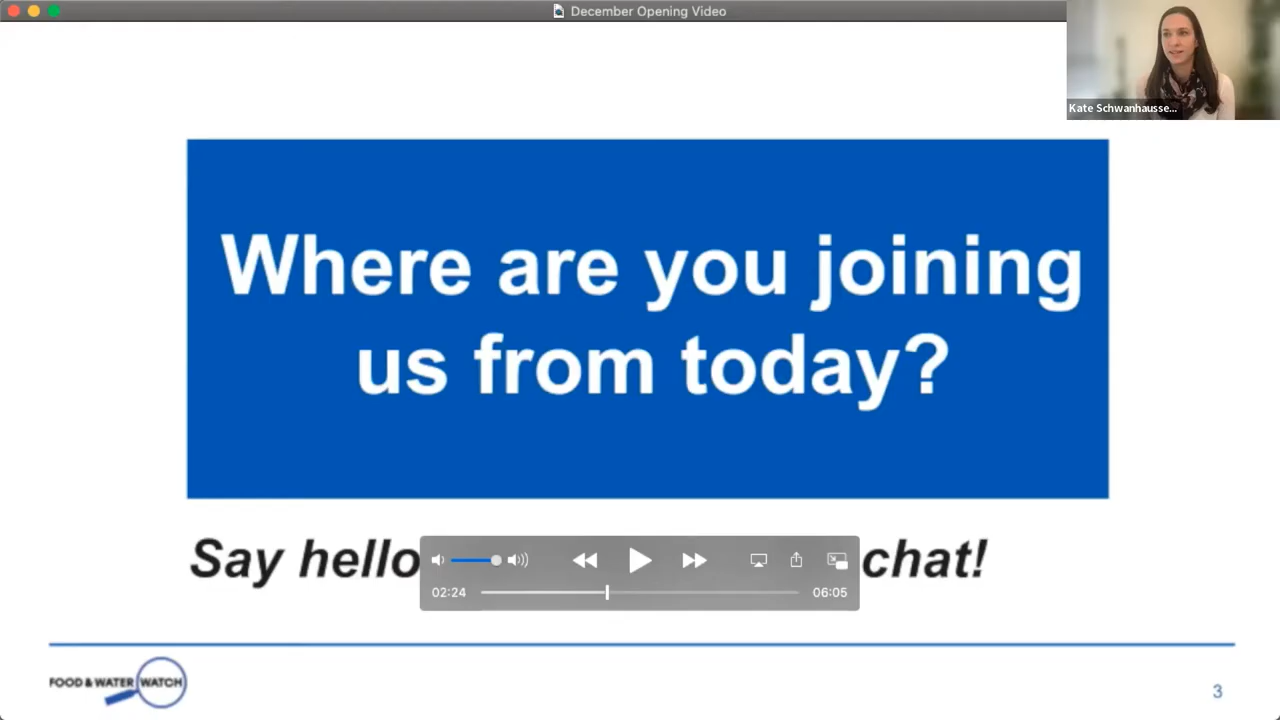 December Opening Video
Kate Schwanhausse...
Where are you joining
us from today?
Say hello
chat!
02:24
06:05
FOOD & WATER WATCH
3